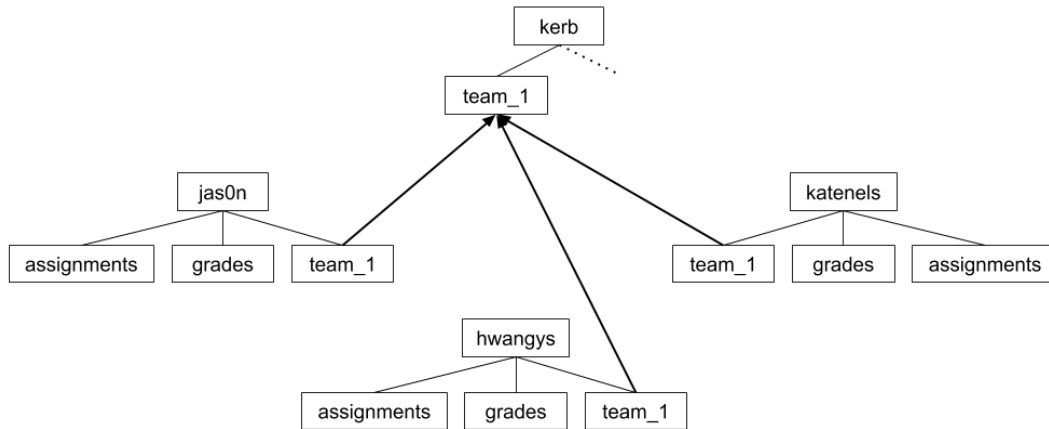 kerb
team_1
jas0n
assignments
grades
team_1
katenels
team_1
grades
assignments
hwangys
assignments
grades
team_1